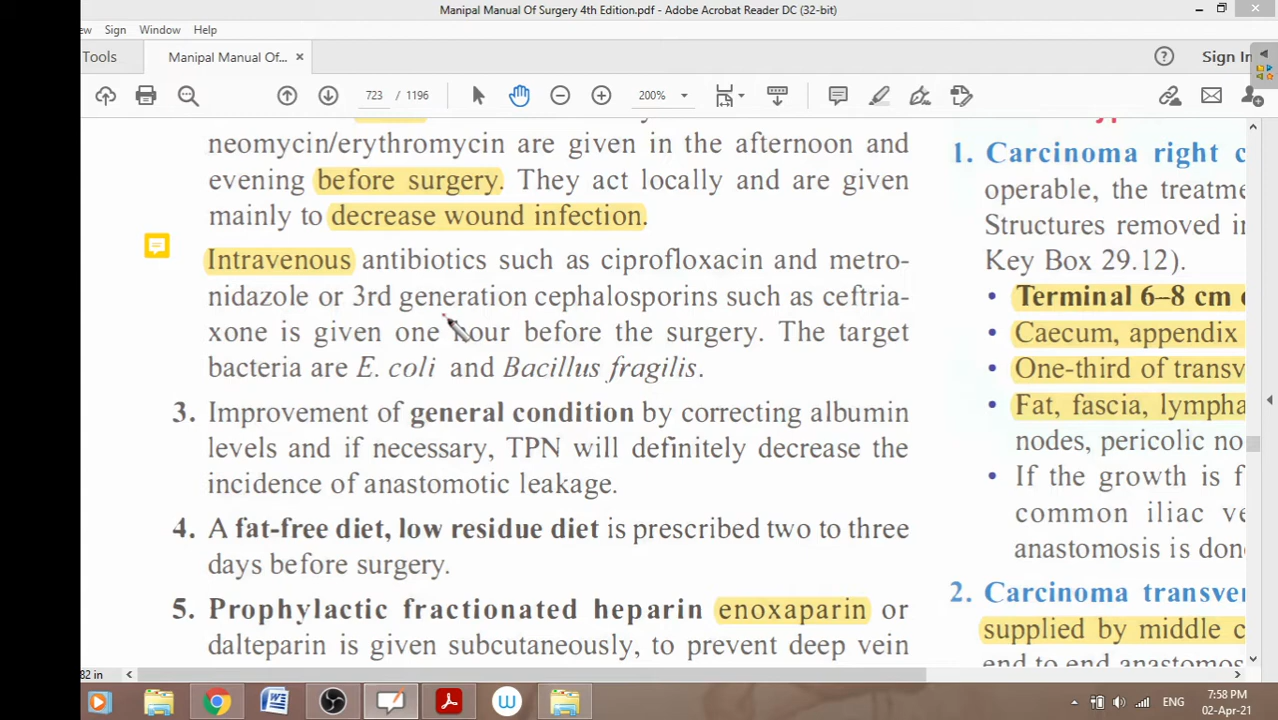 Manipal Manual Of Surgery 4th Edition.pdf - Adobe Acrobat Reader DC (32-bit)
Sign Window Help
Tools Manipal Manual Of... × Sign In
723 / 1196 200%
neomycin/erythromycin are given in the afternoon and
evening before surgery. They act locally and are given
mainly to decrease wound infection.
Intravenous antibiotics such as ciprofloxacin and metro-
nidazole or 3rd generation cephalosporins such as ceftria-
xone is given one hour before the surgery. The target
bacteria are E. coli and Bacillus fragilis.
3. Improvement of general condition by correcting albumin
levels and if necessary, TPN will definitely decrease the
incidence of anastomotic leakage.
4. A fat-free diet, low residue diet is prescribed two to three
days before surgery.
5. Prophylactic fractionated heparin enoxaparin or
dalteparin is given subcutaneously, to prevent deep vein
1. Carcinoma right c
operable, the treatme
Structures removed i
Key Box 29.12).
• Terminal 6–8 cm
• Caecum, appendix
• One-third of transv
• Fat, fascia, lympha
nodes, pericolic no
• If the growth is f
common iliac ve
anastomosis is don
2. Carcinoma transver
supplied by middle c
end to end anastomos
82 in
ENG
7:58 PM
02-Apr-21